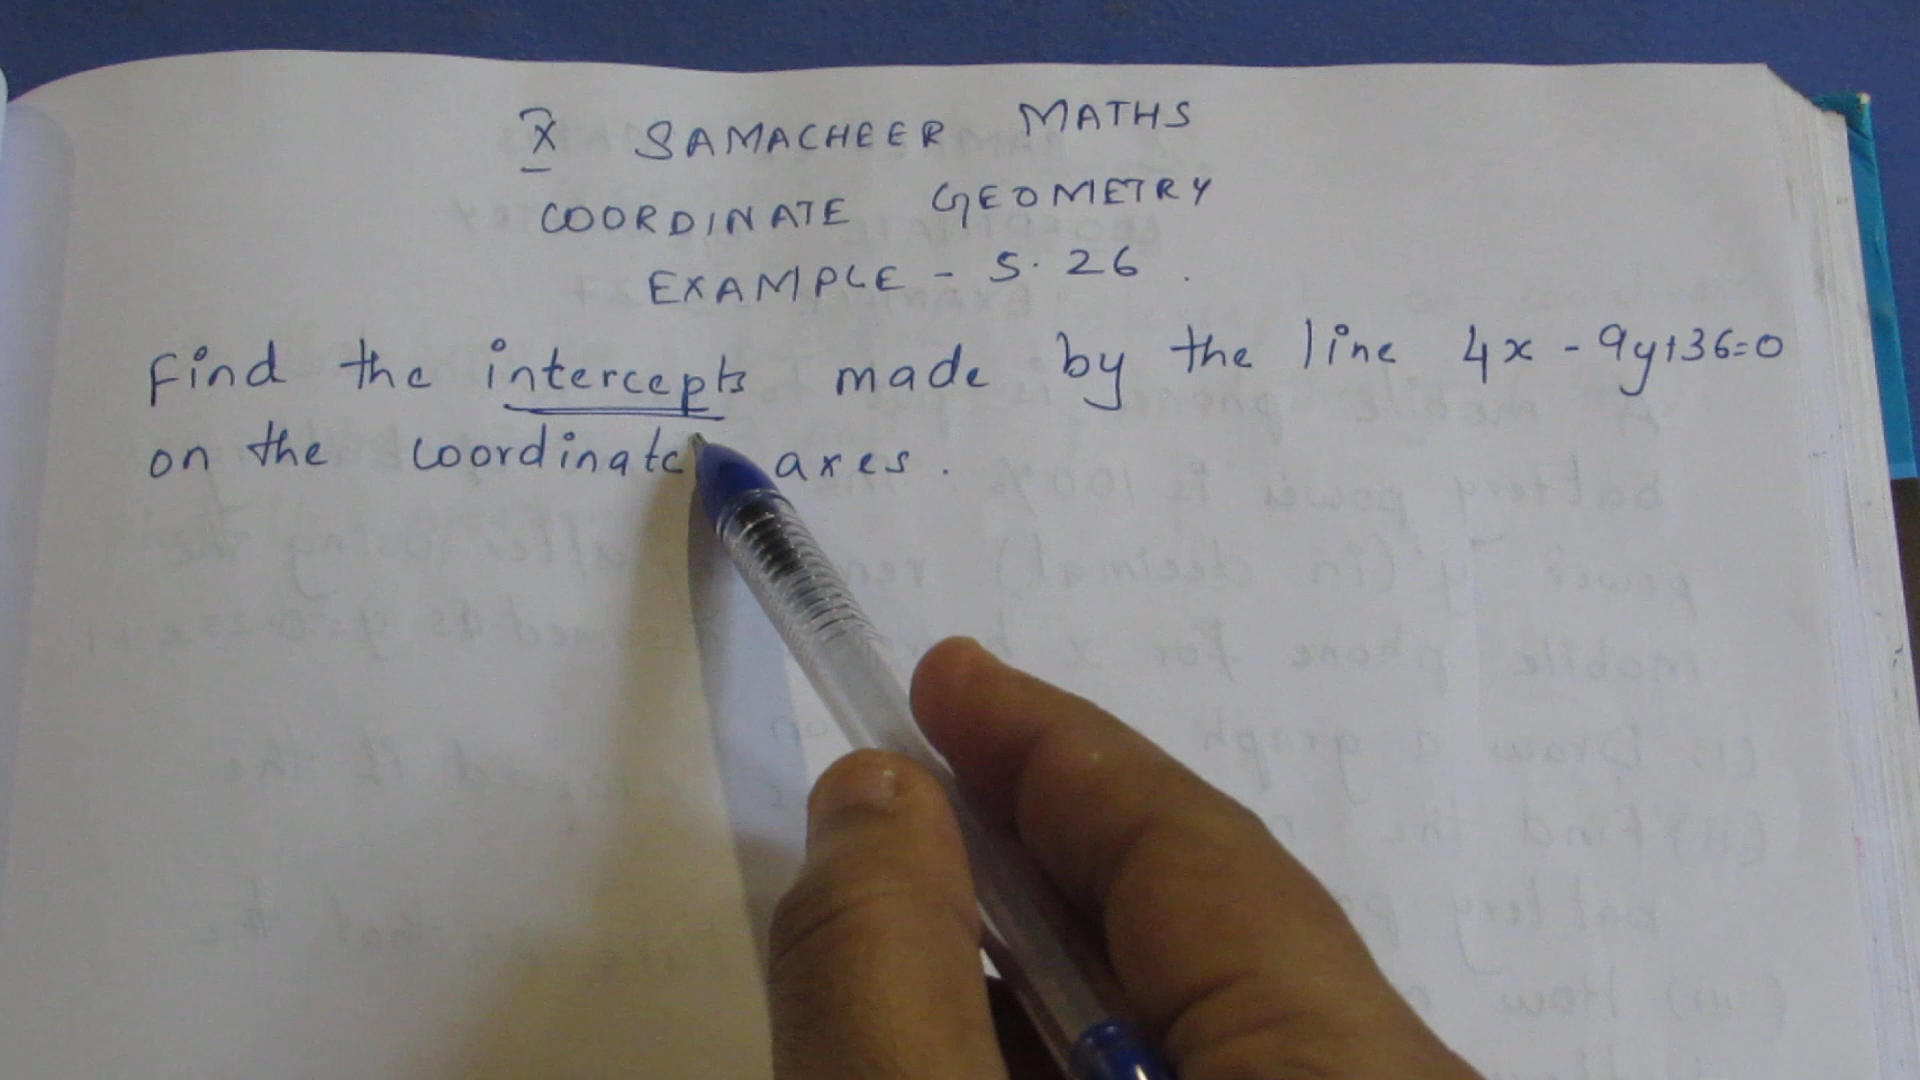 X SAMACHEER MATHS
COORDINATE GEOMETRY
EXAMPLE - 5.26.
Find the intercepts made by the line 4x - 9y+36=0
on the coordinate axes.